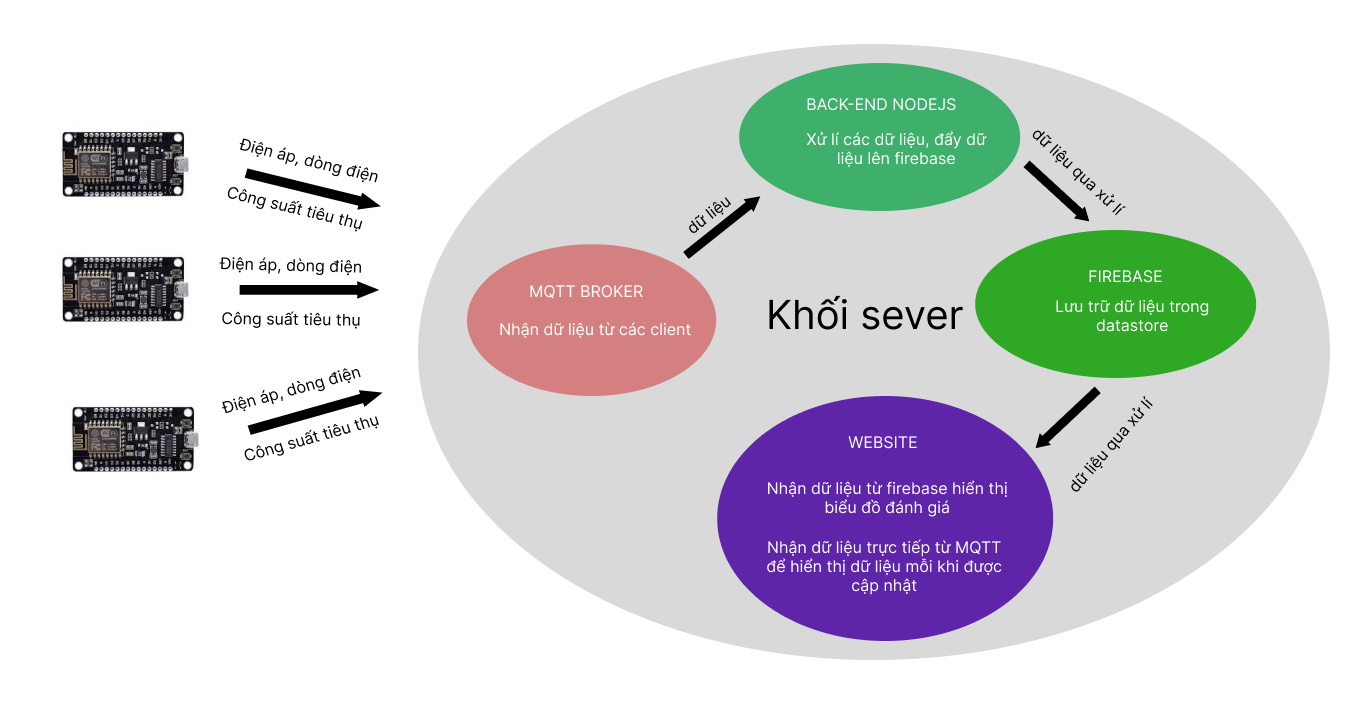 Điện áp, dòng điện
Công suất tiêu thụ
Điện áp, dòng điện
Công suất tiêu thụ
Điện áp, dòng điện
Công suất tiêu thụ
MQTT BROKER
Nhận dữ liệu từ các client
dữ liệu
BACK-END NODEJS
Xử lí các dữ liệu, đẩy dữ
liệu lên firebase
dữ liệu qua xử lí
Khối sever
FIREBASE
Lưu trữ dữ liệu trong
datastore
dữ liệu qua xử lí
WEBSITE
Nhận dữ liệu từ firebase hiển thị
biểu đồ đánh giá
Nhận dữ liệu trực tiếp từ MQTT
để hiển thị dữ liệu mỗi khi được
cập nhật